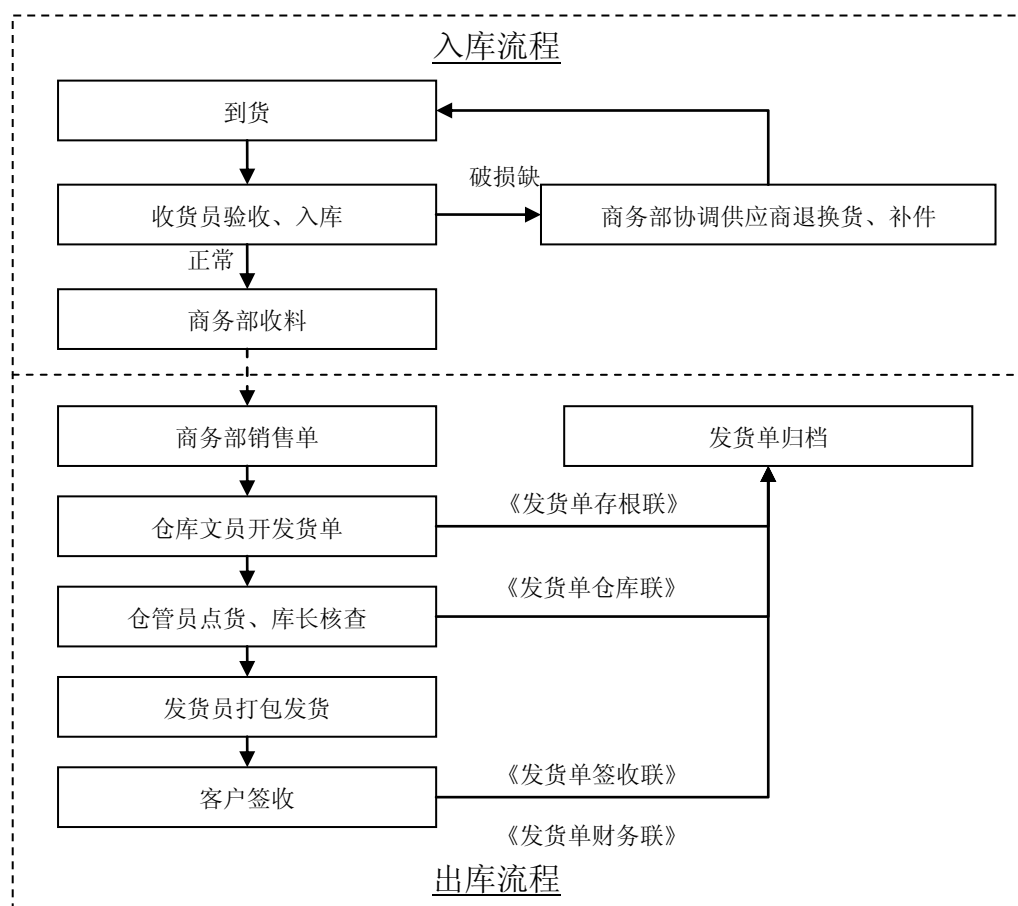 入库流程
到货
破损缺
收货员验收、入库
商务部协调供应商退换货、补件
正常
商务部收料
商务部销售单
发货单归档
《发货单存根联》
仓库文员开发货单
《发货单仓库联》
仓管员点货、库长核查
发货员打包发货
《发货单签收联》
客户签收
《发货单财务联》
出库流程